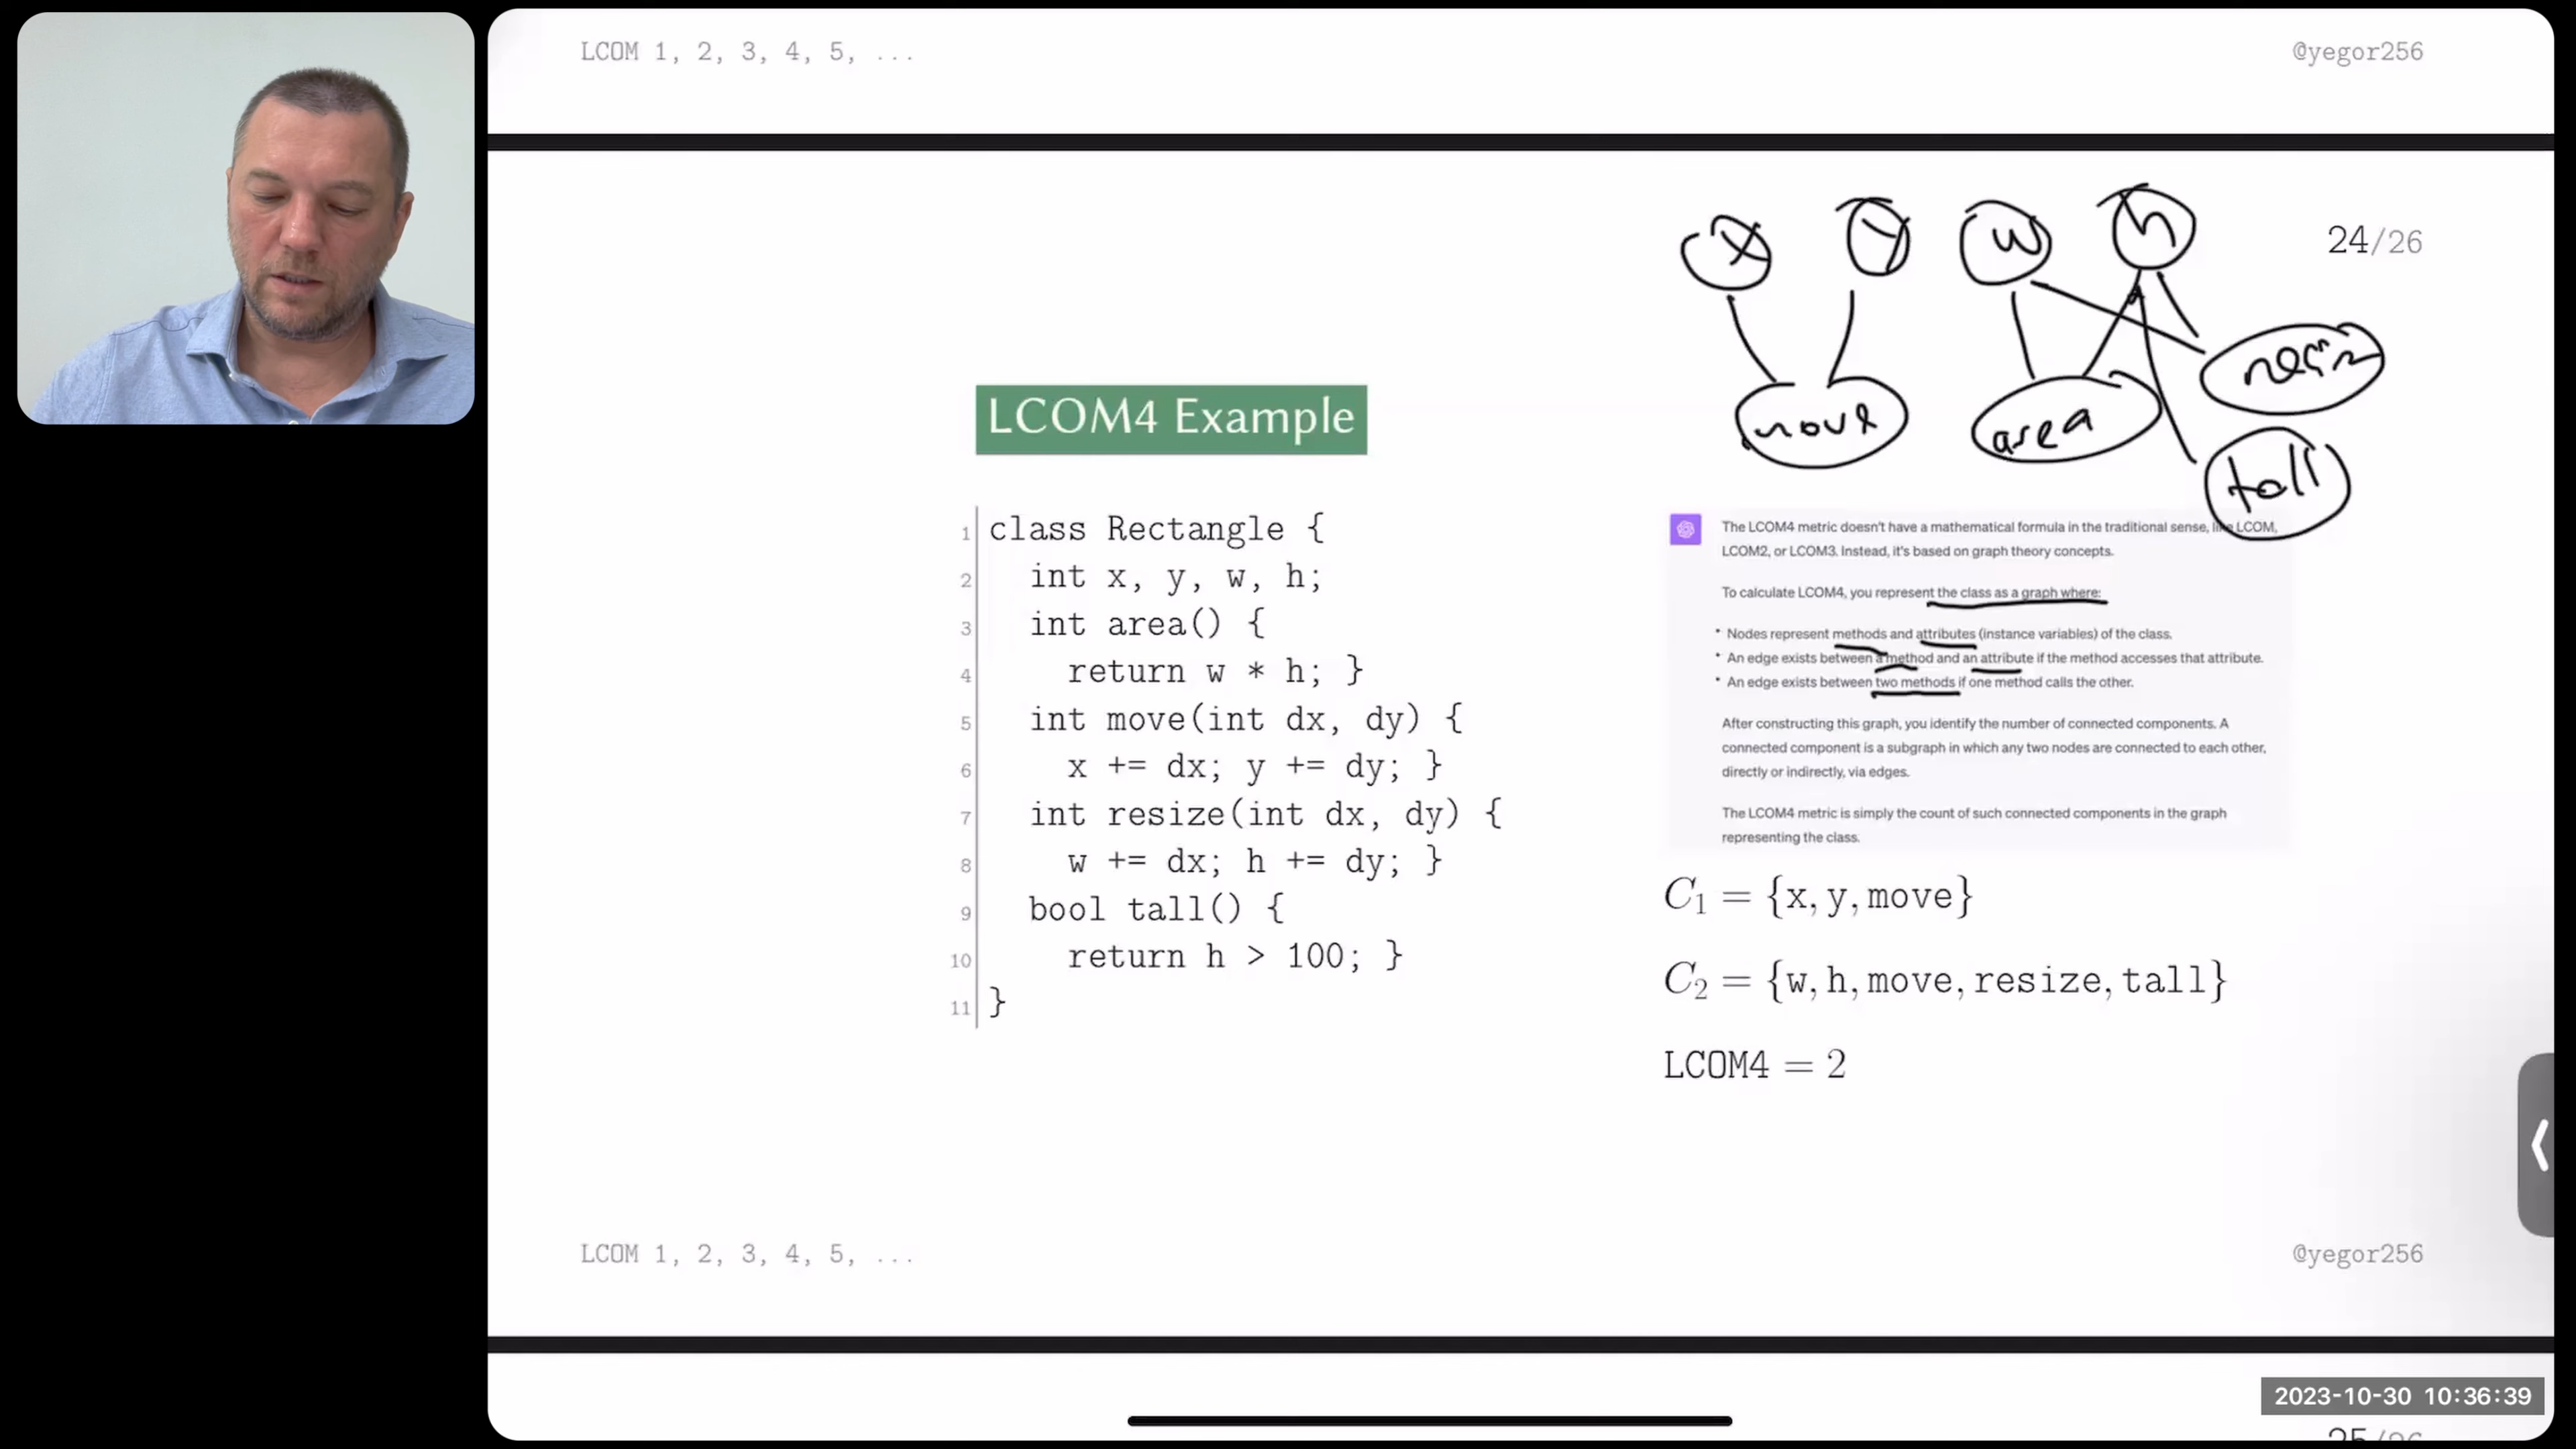 LCOM 1, 2, 3, 4, 5, ...
@yegor256
x
y
w
h
24/26
move
area
tall
LCOM4 Example
1 class Rectangle {
2 int x, y, w, h;
3 int area() {
4 return w * h; }
5 int move(int dx, dy) {
6 x += dx; y += dy; }
7 int resize(int dx, dy) {
8 w += dx; h += dy; }
9 bool tall() {
10 return h > 100; }
11 }
The LCOM4 metric doesn't have a mathematical formula in the traditional sense, like LCOM,
LCOM2, or LCOM3. Instead, it's based on graph theory concepts.
To calculate LCOM4, you represent the class as a graph where:
• Nodes represent methods and attributes (instance variables) of the class.
• An edge exists between a method and an attribute if the method accesses that attribute.
• An edge exists between two methods if one method calls the other.
After constructing this graph, you identify the number of connected components. A
connected component is a subgraph in which any two nodes are connected to each other,
directly or indirectly, via edges.
The LCOM4 metric is simply the count of such connected components in the graph
representing the class.
C₁ = {x, y, move}
C₂ = {w, h, move, resize, tall}
LCOM4 = 2
LCOM 1, 2, 3, 4, 5, ...
@yegor256
2023-10-30 10:36:39